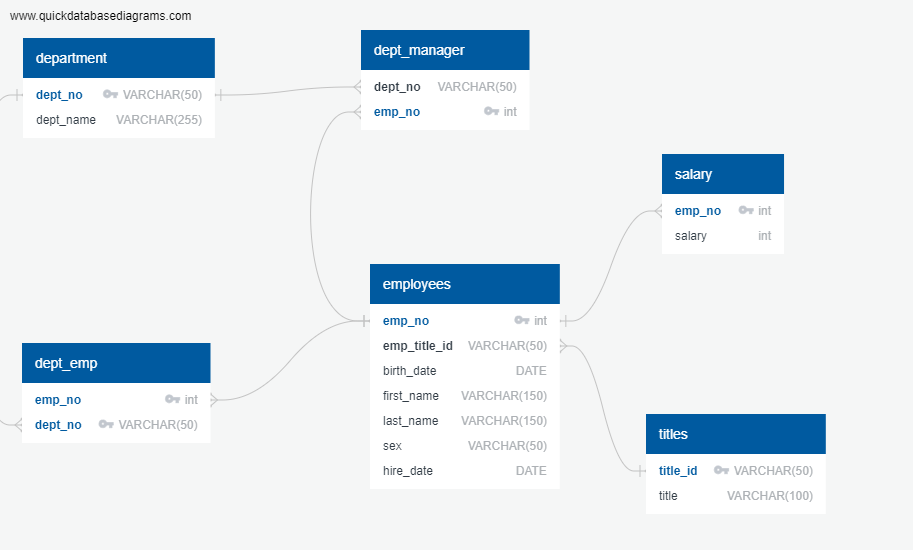 www.quickdatabasediagrams.com
department
dept_no VARCHAR(50)
dept_name VARCHAR(255)
dept_manager
dept_no VARCHAR(50)
emp_no int
salary
emp_no int
salary int
employees
emp_no int
emp_title_id VARCHAR(50)
birth_date DATE
first_name VARCHAR(150)
last_name VARCHAR(150)
sex VARCHAR(50)
hire_date DATE
dept_emp
emp_no int
dept_no VARCHAR(50)
titles
title_id VARCHAR(50)
title VARCHAR(100)